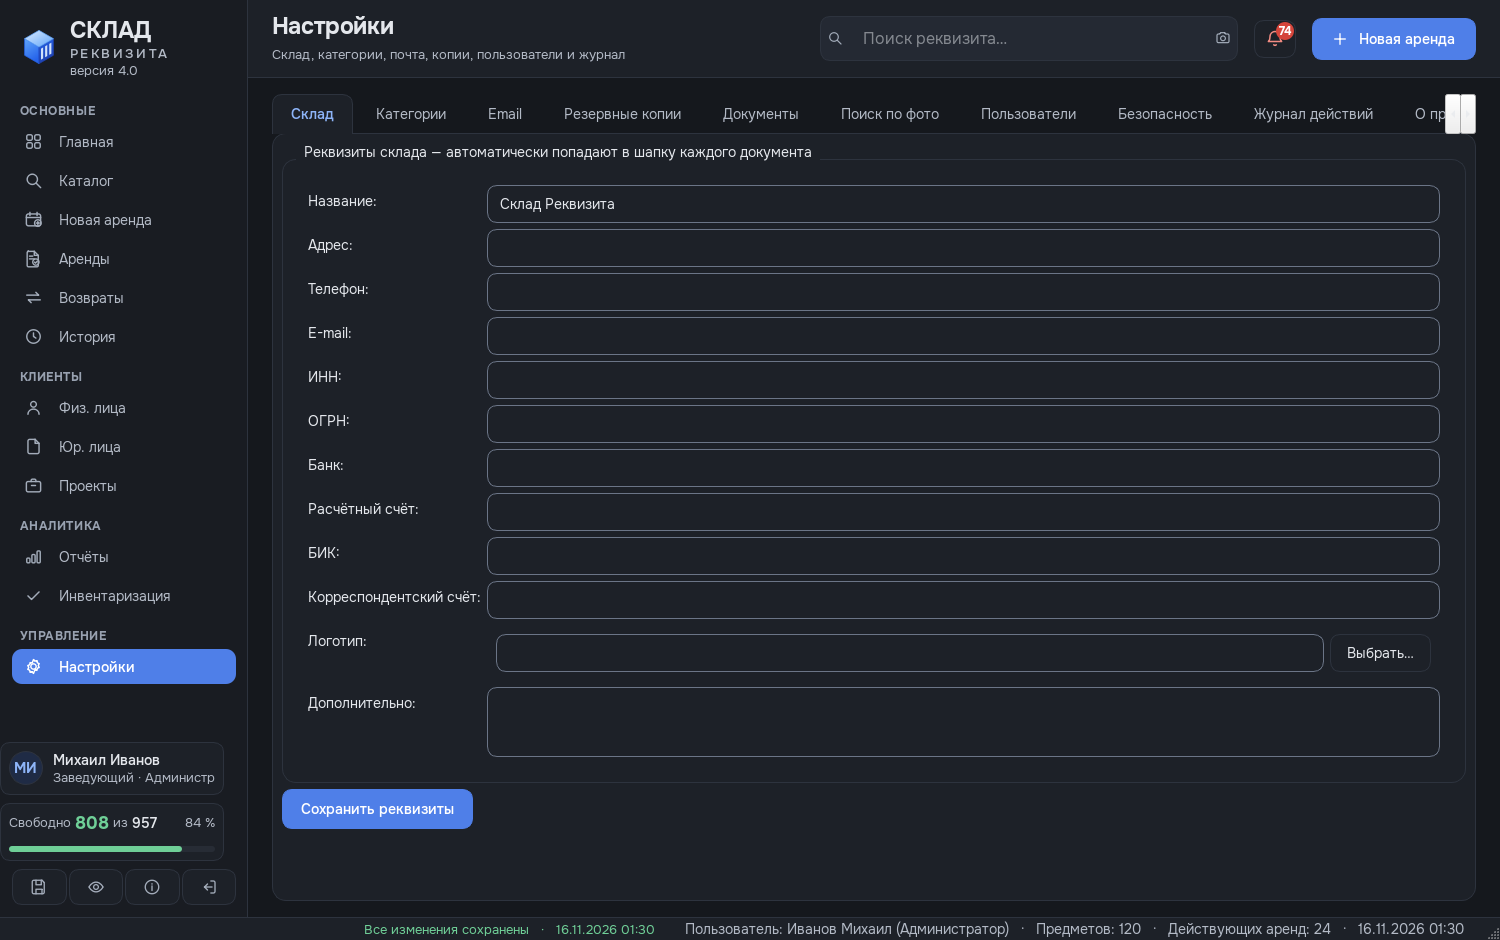 СКЛАД
РЕКВИЗИТА
версия 4.0
ОСНОВНЫЕ
Главная
Каталог
Новая аренда
Аренды
Возвраты
История
КЛИЕНТЫ
Физ. лица
Юр. лица
Проекты
АНАЛИТИКА
Отчёты
Инвентаризация
УПРАВЛЕНИЕ
Настройки
МИ
Михаил Иванов
Заведующий · Администр
Свободно 808 из 957 84 %
Настройки
Склад, категории, почта, копии, пользователи и журнал
Поиск реквизита...
74
Новая аренда
Склад Категории Email Резервные копии Документы Поиск по фото Пользователи Безопасность Журнал действий О пр
Реквизиты склада — автоматически попадают в шапку каждого документа
Название: Склад Реквизита
Адрес:
Телефон:
E-mail:
ИНН:
ОГРН:
Банк:
Расчётный счёт:
БИК:
Корреспондентский счёт:
Логотип: Выбрать...
Дополнительно:
Сохранить реквизиты
Все изменения сохранены · 16.11.2026 01:30 Пользователь: Иванов Михаил (Администратор) · Предметов: 120 · Действующих аренд: 24 · 16.11.2026 01:30